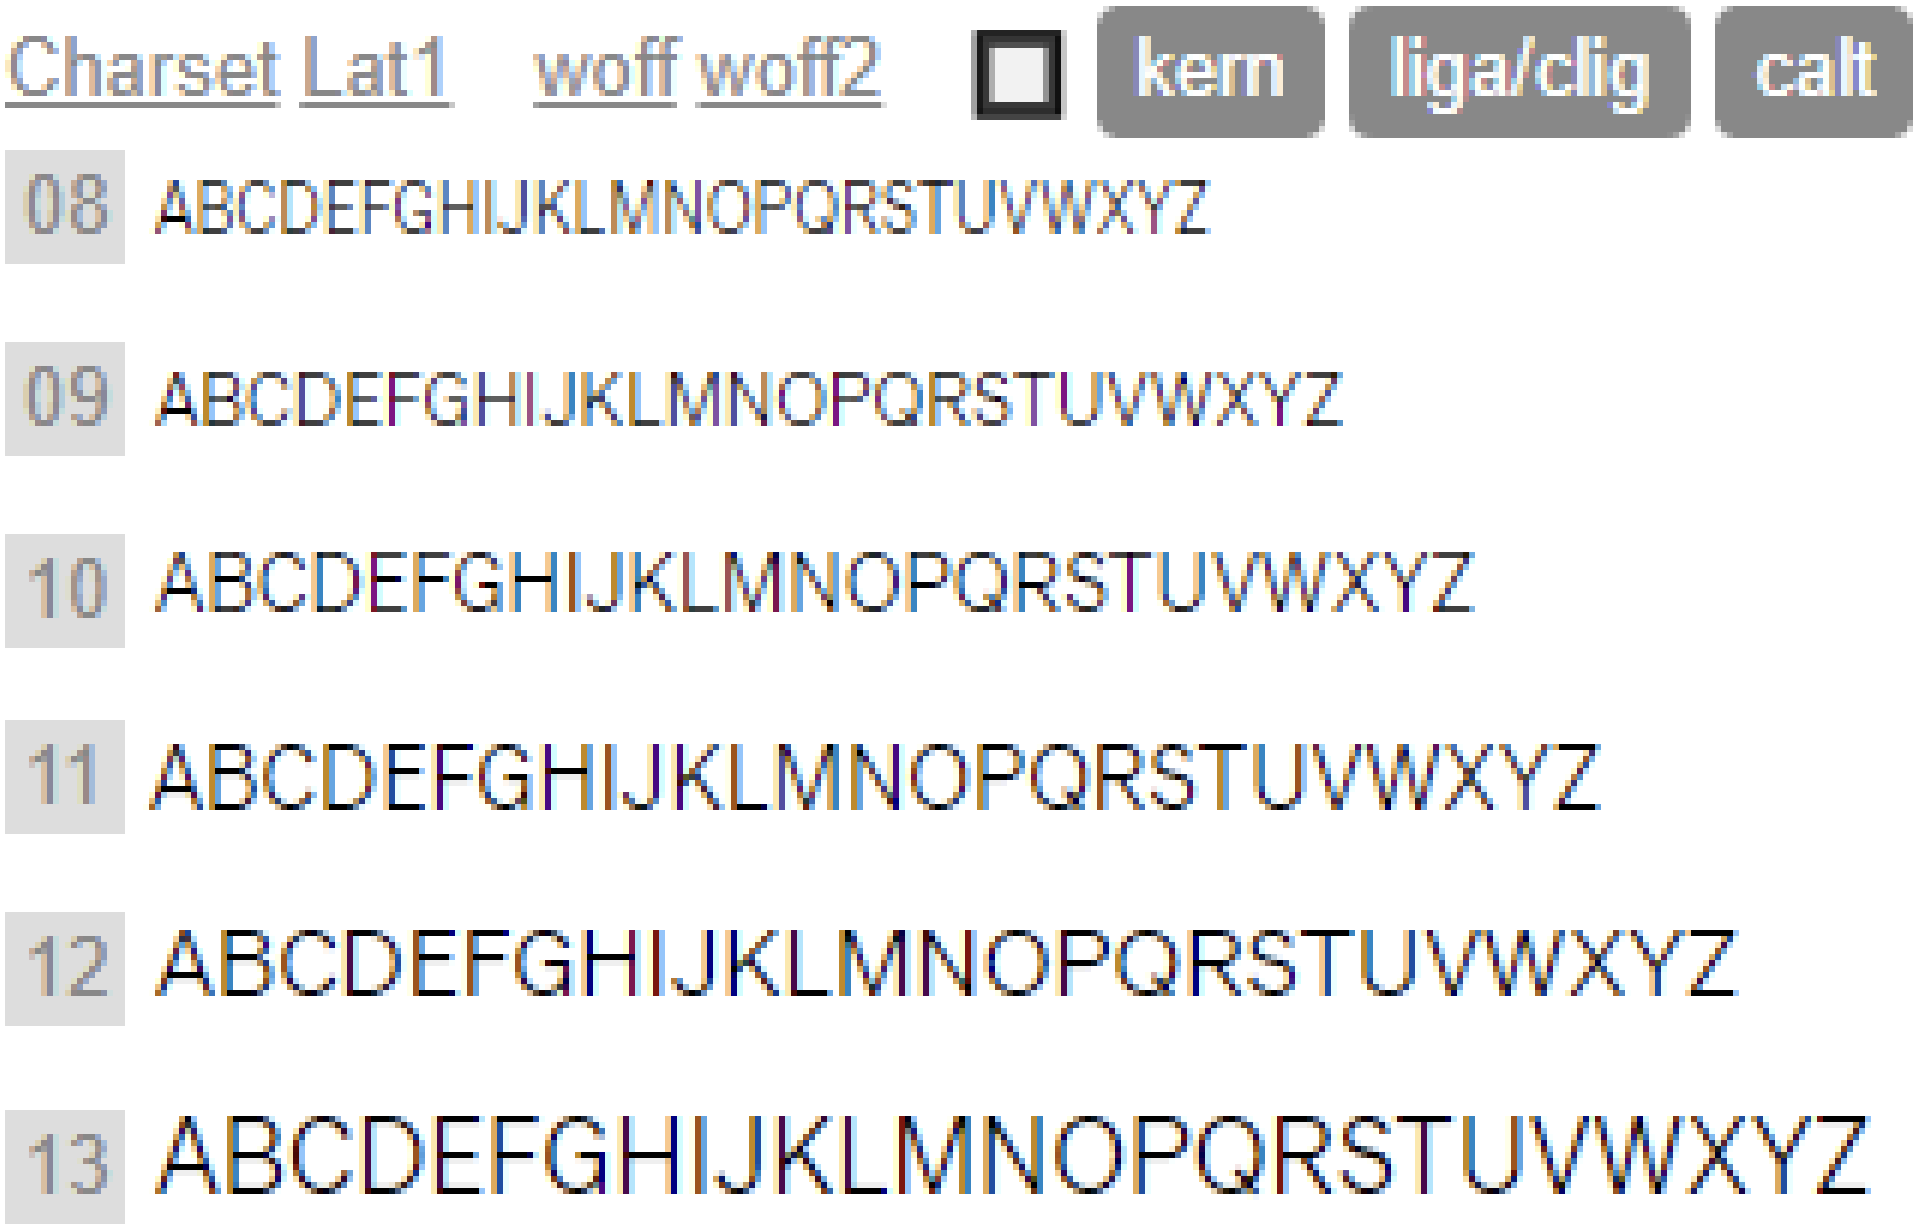 Charset Lat1 woff woff2 kern liga/clig calt
08 ABCDEFGHIJKLMNOPQRSTUVWXYZ
09 ABCDEFGHIJKLMNOPQRSTUVWXYZ
10 ABCDEFGHIJKLMNOPQRSTUVWXYZ
11 ABCDEFGHIJKLMNOPQRSTUVWXYZ
12 ABCDEFGHIJKLMNOPQRSTUVWXYZ
13 ABCDEFGHIJKLMNOPQRSTUVWXYZ